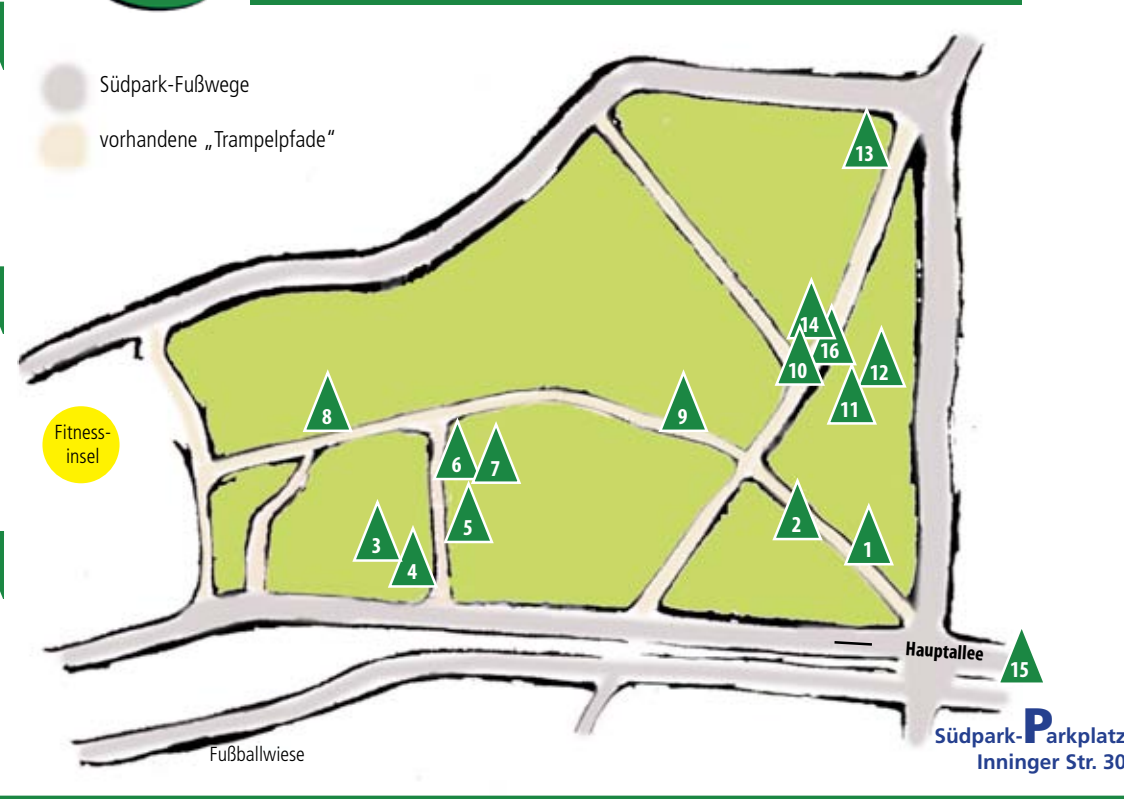 Südpark-Fußwege
vorhandene „Trampelpfade“
13
14
16
10
12
11
8
9
6
7
5
3
4
2
1
Fitness-
insel
Hauptallee
15
Fußballwiese
Südpark-Parkplatz
Inninger Str. 30